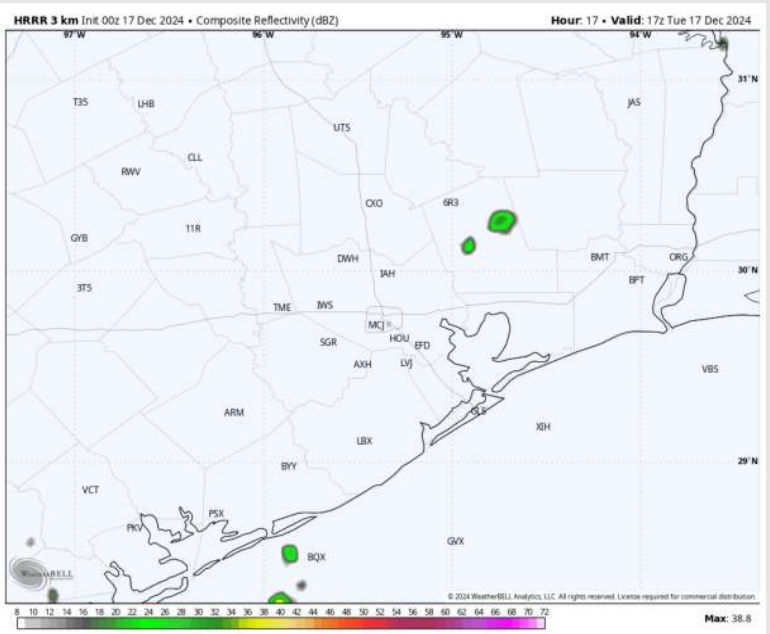 HRRR 3 km Init 00z 17 Dec 2024 • Composite Reflectivity (dBZ) Hour: 17 • Valid: 17z Tue 17 Dec 2024
97°W 96°W 95°W 94°W
31°N
T35 LHB JAS
UTS
CLL
RWV
CXO 6R3
11R
GYB
DWH BMT ORG
30°N
IAH
BPT
3T5
TME IWS
MCJ
HOU
SGR EFD
AXH LVJ
VBS
ARM GLS
XIH
LBX
29°N
BYY
VCT
PSX
PKV
GVX
BQX
WeatherBELL
© 2024 WeatherBELL Analytics, LLC. All rights reserved. License required for commercial distribution.
8 10 12 14 16 18 20 22 24 26 28 30 32 34 36 38 40 42 44 46 48 50 52 54 56 58 60 62 64 66 68 70 72
Max: 38.8